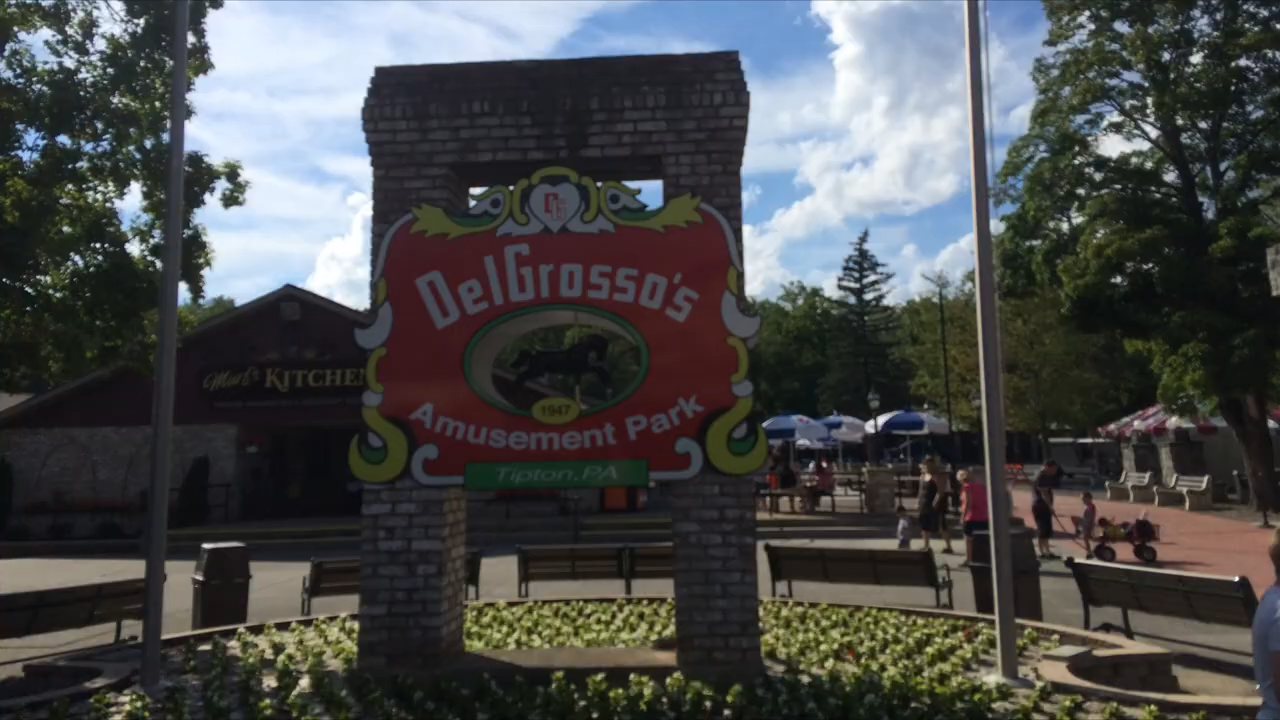 DelGrosso's
1947
Amusement Park
Tipton, PA
KITCHEN